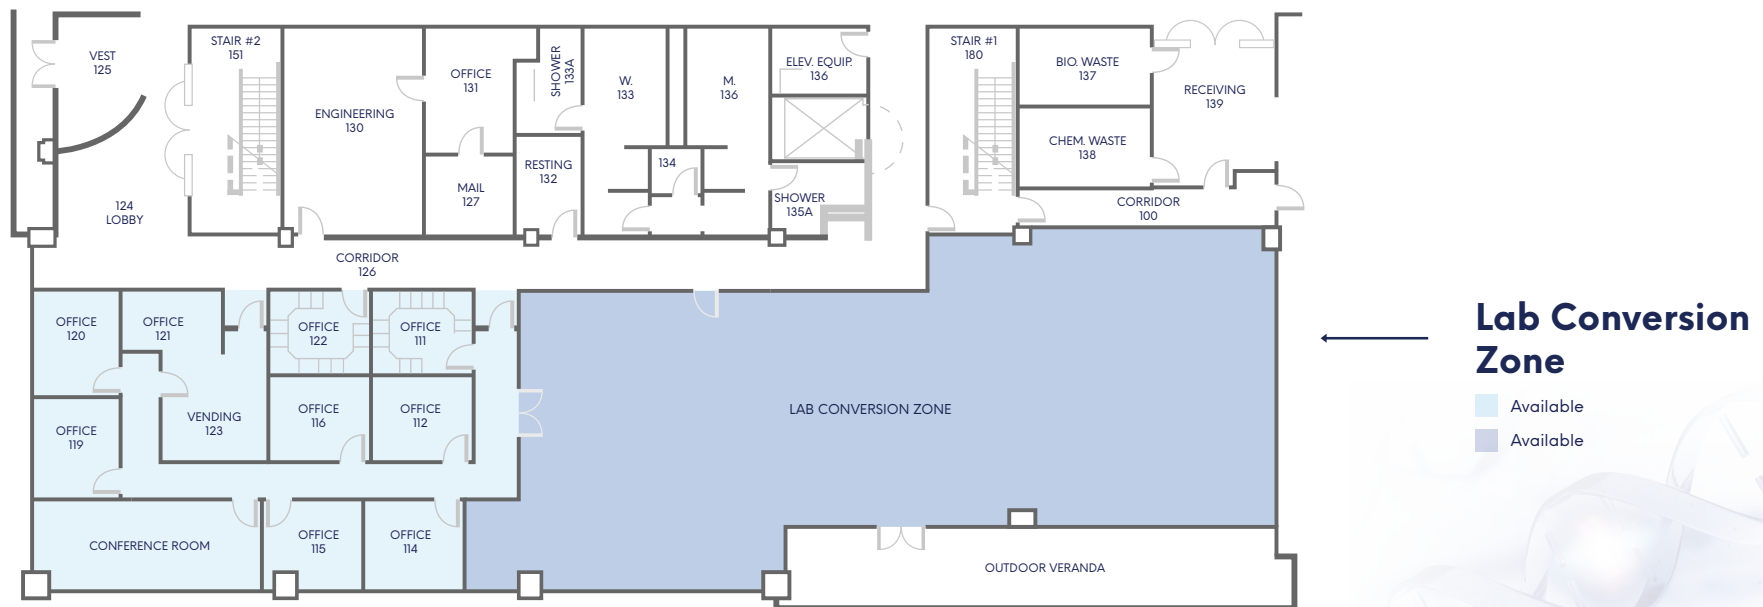 VEST
125
STAIR #2
151
ENGINEERING
130
OFFICE
131
SHOWER
133A
W.
133
M.
136
ELEV. EQUIP.
136
STAIR #1
180
BIO. WASTE
137
RECEIVING
139
CHEM. WASTE
138
134
RESTING
132
MAIL
127
SHOWER
135A
124
LOBBY
CORRIDOR
100
CORRIDOR
126
OFFICE
120
OFFICE
121
OFFICE
122
OFFICE
111
VENDING
123
OFFICE
116
OFFICE
112
OFFICE
119
LAB CONVERSION ZONE
CONFERENCE ROOM
OFFICE
115
OFFICE
114
OUTDOOR VERANDA
Lab Conversion
Zone
Available
Available